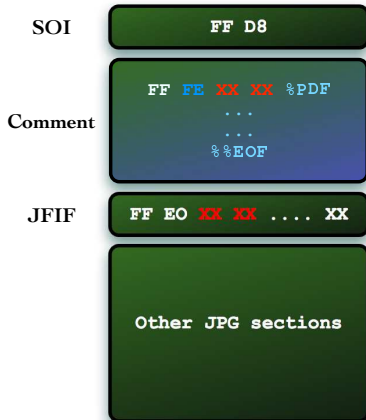 SOI
FF D8
Comment
FF FE XX XX %PDF
...
...
%%EOF
JFIF
FF EO XX XX .... XX
Other JPG sections